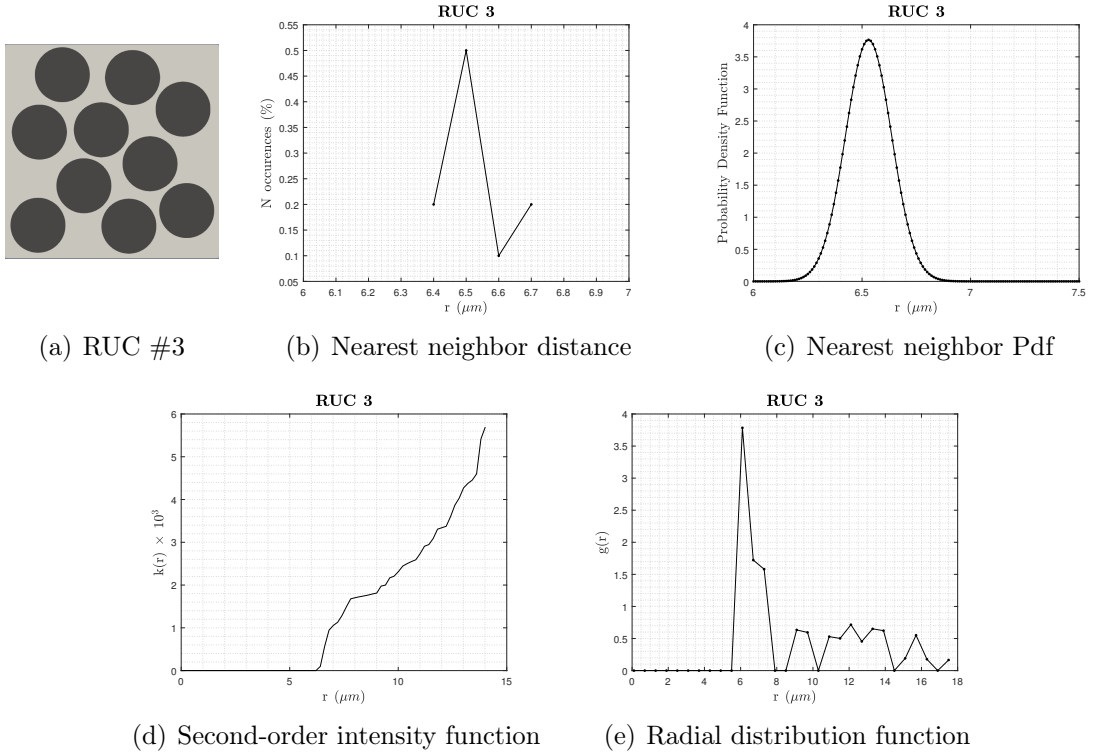 RUC 3
N occurences (%)
0.55
0.5
0.45
0.4
0.35
0.3
0.25
0.2
0.15
0.1
0.05
6 6.1 6.2 6.3 6.4 6.5 6.6 6.7 6.8 6.9 7
r (μm)
RUC 3
Probability Density Function
4
3.5
3
2.5
2
1.5
1
0.5
0
6 6.5 7 7.5
r (μm)
(a) RUC #3
(b) Nearest neighbor distance
(c) Nearest neighbor Pdf
RUC 3
k(r) × 10³
6
5
4
3
2
1
0
0 5 10 15
r (μm)
RUC 3
g(r)
4
3.5
3
2.5
2
1.5
1
0.5
0
0 2 4 6 8 10 12 14 16 18
r (μm)
(d) Second-order intensity function
(e) Radial distribution function